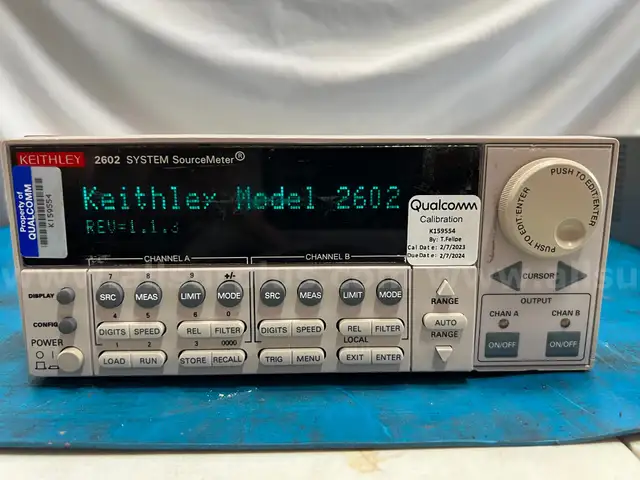 KEITHLEY 2602 SYSTEM SourceMeter®
Property of
QUALCOMM
K159554
Keithley Model 2602
REV=1.1.3
Qualcomm
Calibration
K159554
By: T.Felipe
Cal Date: 2/7/2023
Due Date: 2/7/2024
PUSH TO EDIT/ENTER
PUSH TO EDIT/ENTER
CURSOR
CHANNEL A
CHANNEL B
7 8 9 +/-
DISPLAY
SRC MEAS LIMIT MODE
SRC MEAS LIMIT MODE
RANGE
4 5 6 0
CONFIG
DIGITS SPEED REL FILTER
DIGITS SPEED REL FILTER
AUTO
RANGE
1 2 3 0000
LOCAL
POWER
LOAD RUN STORE RECALL
TRIG MENU EXIT ENTER
OUTPUT
CHAN A CHAN B
ON/OFF ON/OFF